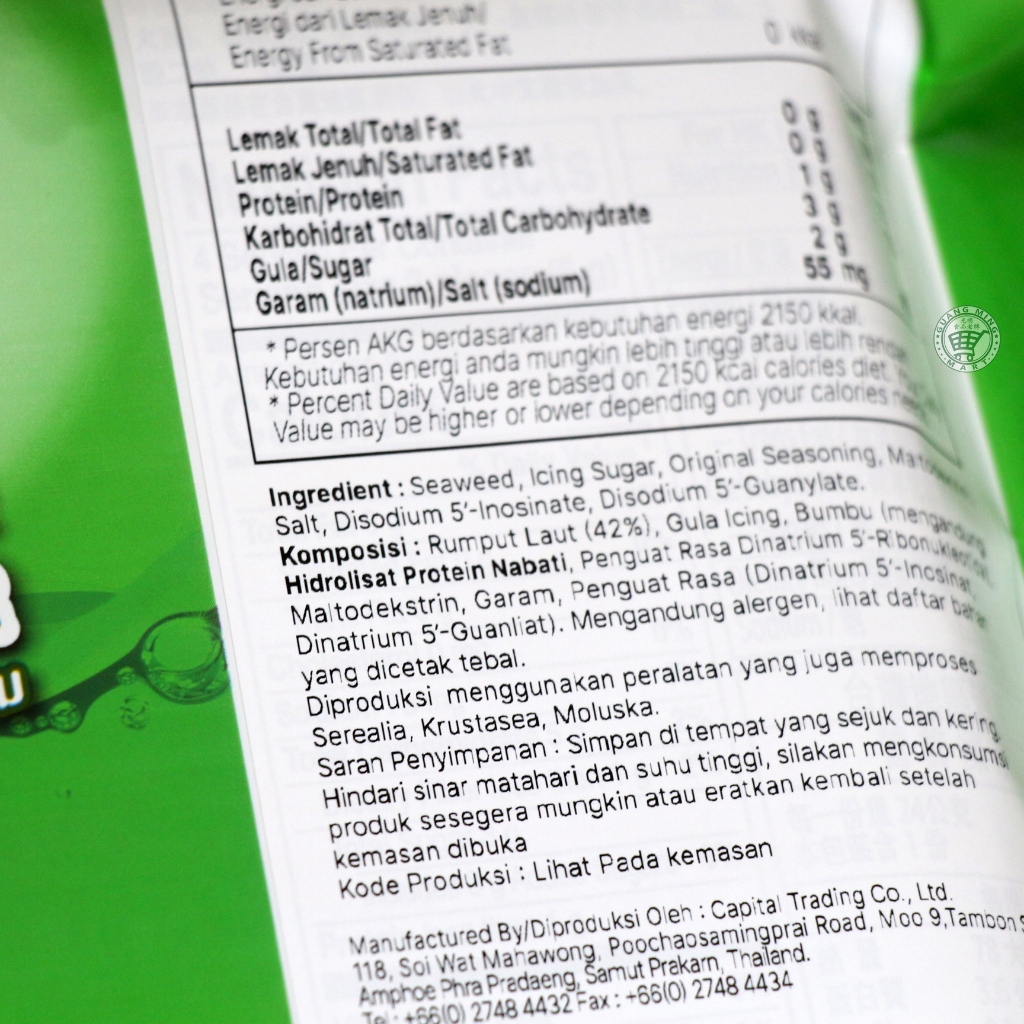 Energi dari Lemak Jenuh/
Energy From Saturated Fat 0 kkal
Lemak Total/Total Fat 0 g
Lemak Jenuh/Saturated Fat 0 g
Protein/Protein 1 g
Karbohidrat Total/Total Carbohydrate 3 g
Gula/Sugar 2 g
Garam (natrium)/Salt (sodium) 55 mg
* Persen AKG berdasarkan kebutuhan energi 2150 kkal.
Kebutuhan energi anda mungkin lebih tinggi atau lebih rendah
* Percent Daily Value are based on 2150 kcal calories diet.
Value may be higher or lower depending on your calories
Ingredient : Seaweed, Icing Sugar, Original Seasoning,
Salt, Disodium 5'-Inosinate, Disodium 5'-Guanylate.
Komposisi : Rumput Laut (42%), Gula Icing, Bumbu (mengandung
Hidrolisat Protein Nabati, Penguat Rasa Dinatrium 5'-Ribonukleotida,
Maltodekstrin, Garam, Penguat Rasa (Dinatrium 5'-Inosinat,
Dinatrium 5'-Guanliat). Mengandung alergen, lihat daftar bahan
yang dicetak tebal.
Diproduksi menggunakan peralatan yang juga memproses
Serealia, Krustasea, Moluska.
Saran Penyimpanan : Simpan di tempat yang sejuk dan kering.
Hindari sinar matahari dan suhu tinggi, silakan mengkonsumsi
produk sesegera mungkin atau eratkan kembali setelah
kemasan dibuka
Kode Produksi : Lihat Pada kemasan
Manufactured By/Diproduksi Oleh : Capital Trading Co., Ltd.
118, Soi Wat Mahawong, Poochaosamingprai Road, Moo 9,Tambon
Amphoe Phra Pradaeng, Samut Prakarn, Thailand.
Tel : +66(0) 2748 4432 Fax : +66(0) 2748 4434
GUANG MING
MART